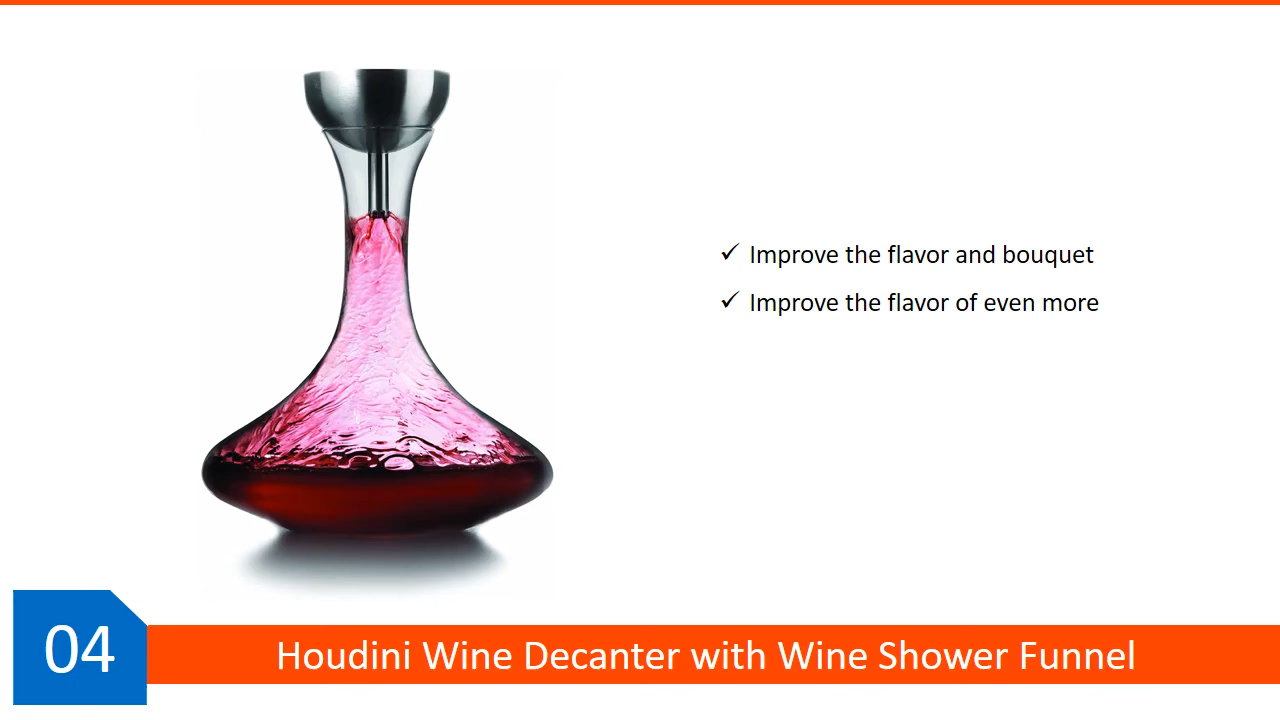 ✓ Improve the flavor and bouquet
✓ Improve the flavor of even more
04
Houdini Wine Decanter with Wine Shower Funnel